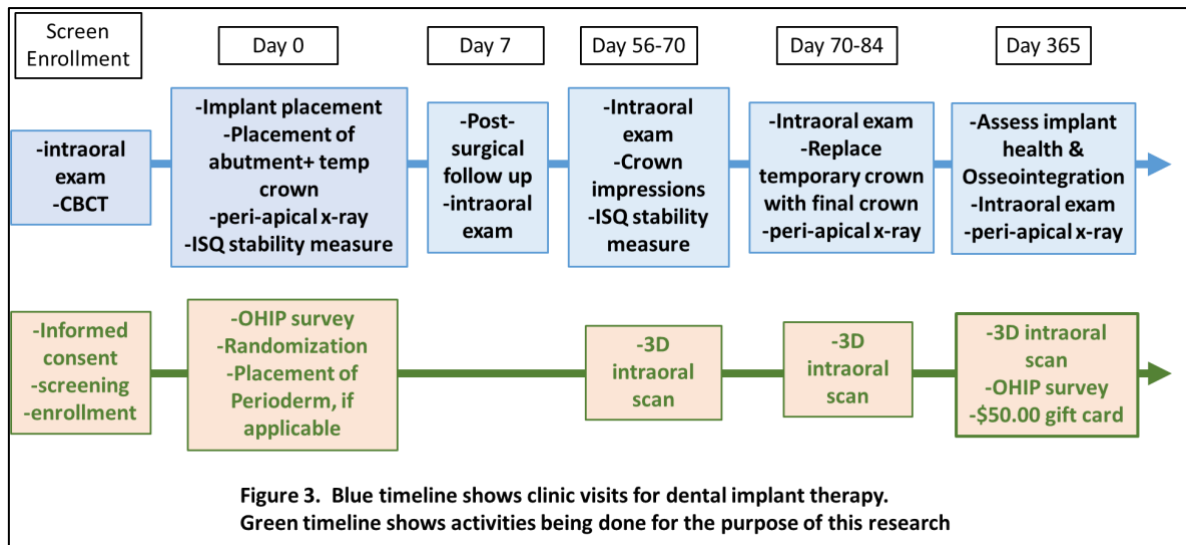 Screen
Enrollment
Day 0
Day 7
Day 56-70
Day 70-84
Day 365
-intraoral
exam
-CBCT
-Implant placement
-Placement of
abutment+ temp
crown
-peri-apical x-ray
-ISQ stability measure
-Post-
surgical
follow up
-intraoral
exam
-Intraoral
exam
-Crown
impressions
-ISQ stability
measure
-Intraoral exam
-Replace
temporary crown
with final crown
-peri-apical x-ray
-Assess implant
health &
Osseointegration
-Intraoral exam
-peri-apical x-ray
-Informed
consent
-screening
-enrollment
-OHIP survey
-Randomization
-Placement of
Perioderm, if
applicable
-3D
intraoral
scan
-3D
intraoral
scan
-3D intraoral
scan
-OHIP survey
-$50.00 gift card
Figure 3.  Blue timeline shows clinic visits for dental implant therapy.
Green timeline shows activities being done for the purpose of this research